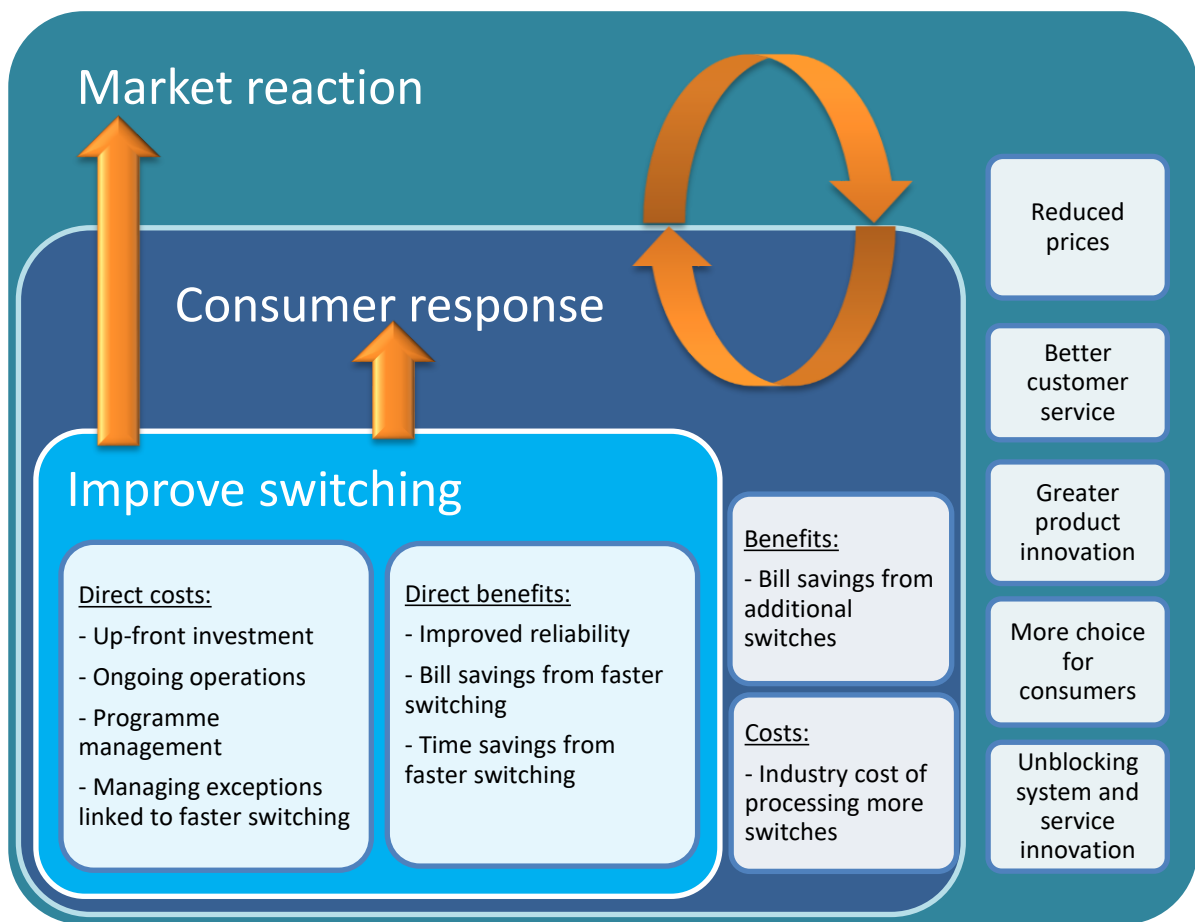 Market reaction
Consumer response
Improve switching
Direct costs:
- Up-front investment
- Ongoing operations
- Programme
management
- Managing exceptions
linked to faster switching
Direct benefits:
- Improved reliability
- Bill savings from faster
switching
- Time savings from
faster switching
Benefits:
- Bill savings from
additional
switches
Costs:
- Industry cost of
processing more
switches
Reduced
prices
Better
customer
service
Greater
product
innovation
More choice
for
consumers
Unblocking
system and
service
innovation